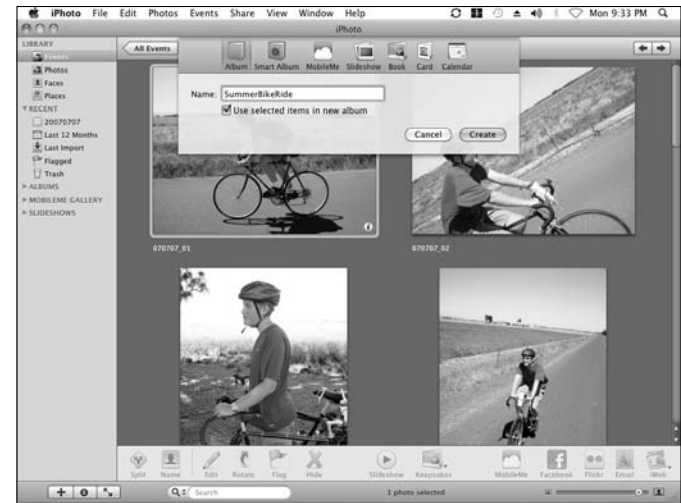 iPhoto File Edit Photos Events Share View Window Help Mon 9:33 PM
iPhoto
LIBRARY
Events
Photos
Faces
Places
RECENT
20070707
Last 12 Months
Last Import
Flagged
Trash
ALBUMS
MOBILEME GALLERY
SLIDESHOWS
All Events
Album Smart Album MobileMe Slideshow Book Card Calendar
Name: SummerBikeRide
Use selected items in new album
Cancel Create
070707_01 070707_02
Split Name Edit Rotate Flag Hide Slideshow Keepsakes MobileMe Facebook Flickr Email iWeb
Search 1 photo selected